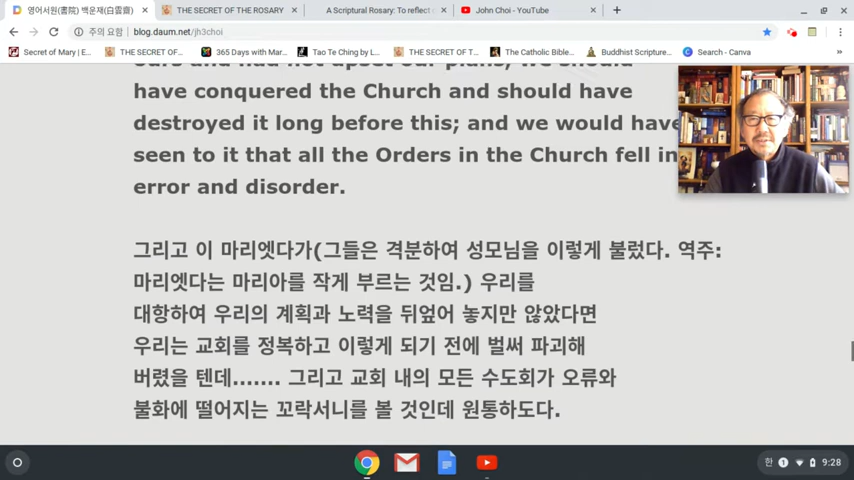 영어서원(書院) 백운재(白雲齋)
THE SECRET OF THE ROSARY
A Scriptural Rosary: To reflect
John Choi - YouTube
주의 요함
blog.daum.net/jh3choi
Secret of Mary | E...
THE SECRET OF...
365 Days with Mar...
Tao Te Ching by L...
THE SECRET OF T...
The Catholic Bible...
Buddhist Scripture...
Search - Canva
ours and had not upset our plans, we should
have conquered the Church and should have
destroyed it long before this; and we would have
seen to it that all the Orders in the Church fell in
error and disorder.
그리고 이 마리엣다가(그들은 격분하여 성모님을 이렇게 불렀다. 역주:
마리엣다는 마리아를 작게 부르는 것임.) 우리를
대항하여 우리의 계획과 노력을 뒤엎어 놓지만 않았다면
우리는 교회를 정복하고 이렇게 되기 전에 벌써 파괴해
버렸을 텐데....... 그리고 교회 내의 모든 수도회가 오류와
불화에 떨어지는 꼬락서니를 볼 것인데 원통하도다.
한
1
9:28